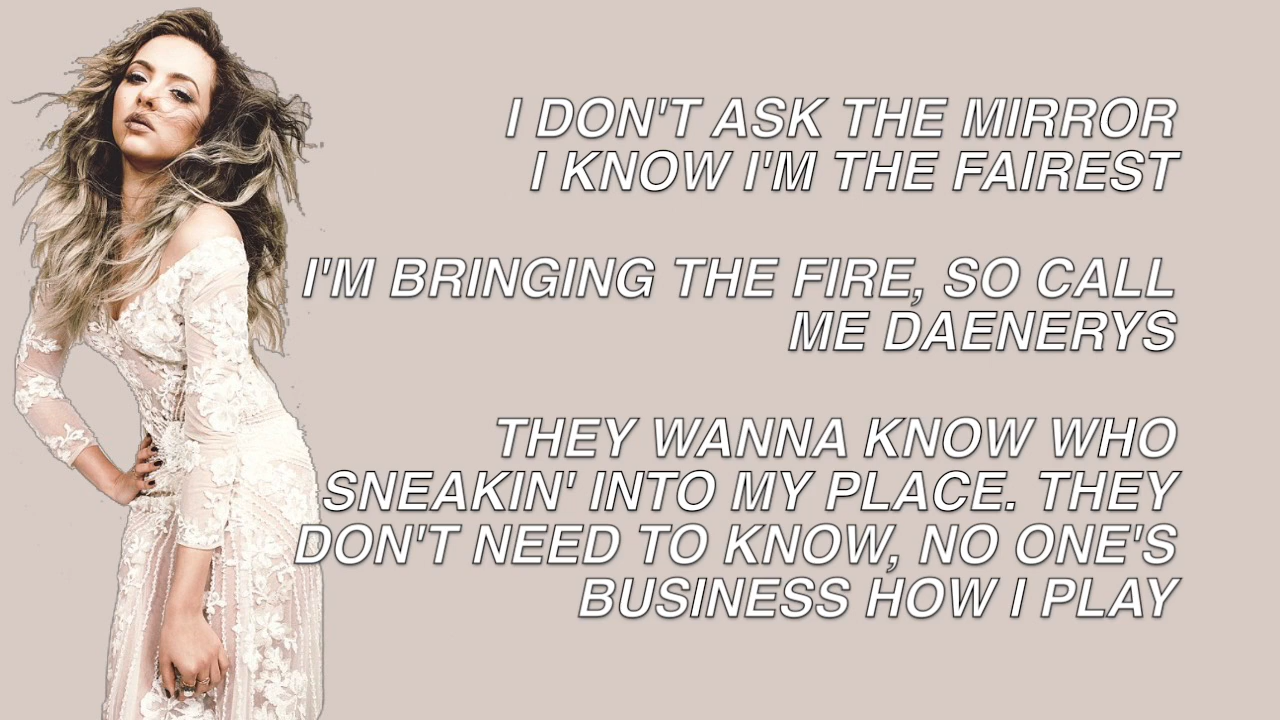 I DON'T ASK THE MIRROR
I KNOW I'M THE FAIREST
I'M BRINGING THE FIRE, SO CALL
ME DAENERYS
THEY WANNA KNOW WHO
SNEAKIN' INTO MY PLACE. THEY
DON'T NEED TO KNOW, NO ONE'S
BUSINESS HOW I PLAY